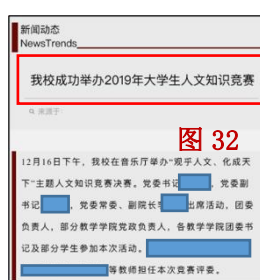 新闻动态
NewsTrends
我校成功举办2019年大学生人文知识竞赛
来源于
图 32
12月16日下午，我校在音乐厅举办“观乎人文、化成天
下”主题人文知识竞赛决赛。党委书记 、党委副
书记 ，党委常委、副院长 出席活动，团委
负责人，部分教学学院党政负责人，各教学学院团委书
记及部分学生参加本次活动。
等教师担任本次竞赛评委。